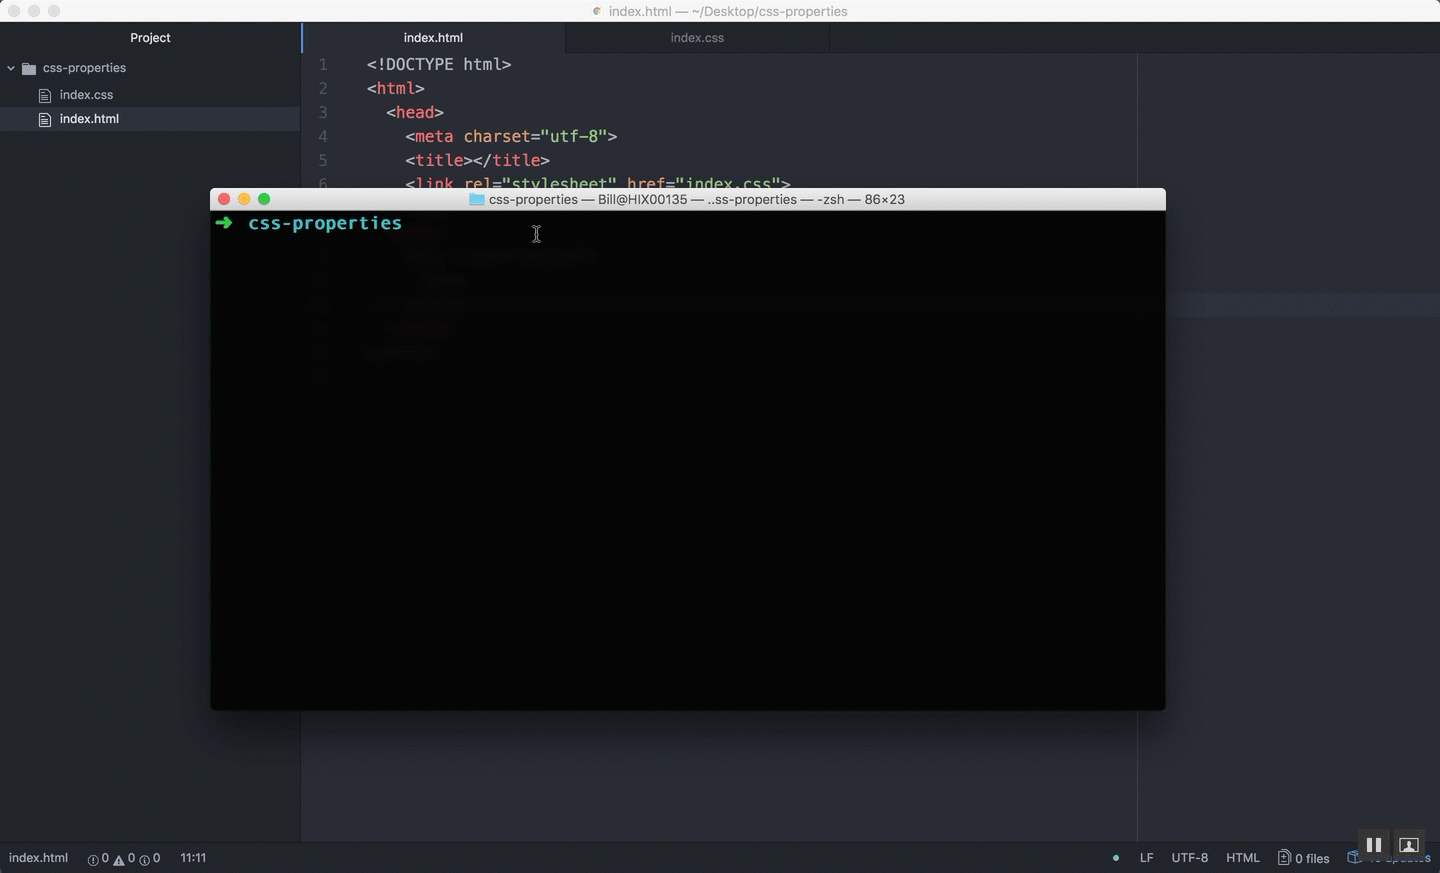 index.html — ~/Desktop/css-properties
Project
index.html
index.css
css-properties
index.css
index.html
1 <!DOCTYPE html>
2 <html>
3 <head>
4 <meta charset="utf-8">
5 <title></title>
6 <link rel="stylesheet" href="index.css">
css-properties — Bill@HIX00135 — ..ss-properties — -zsh — 86×23
➜ css-properties
index.html 0 0 0 11:11
LF UTF-8 HTML 0 files